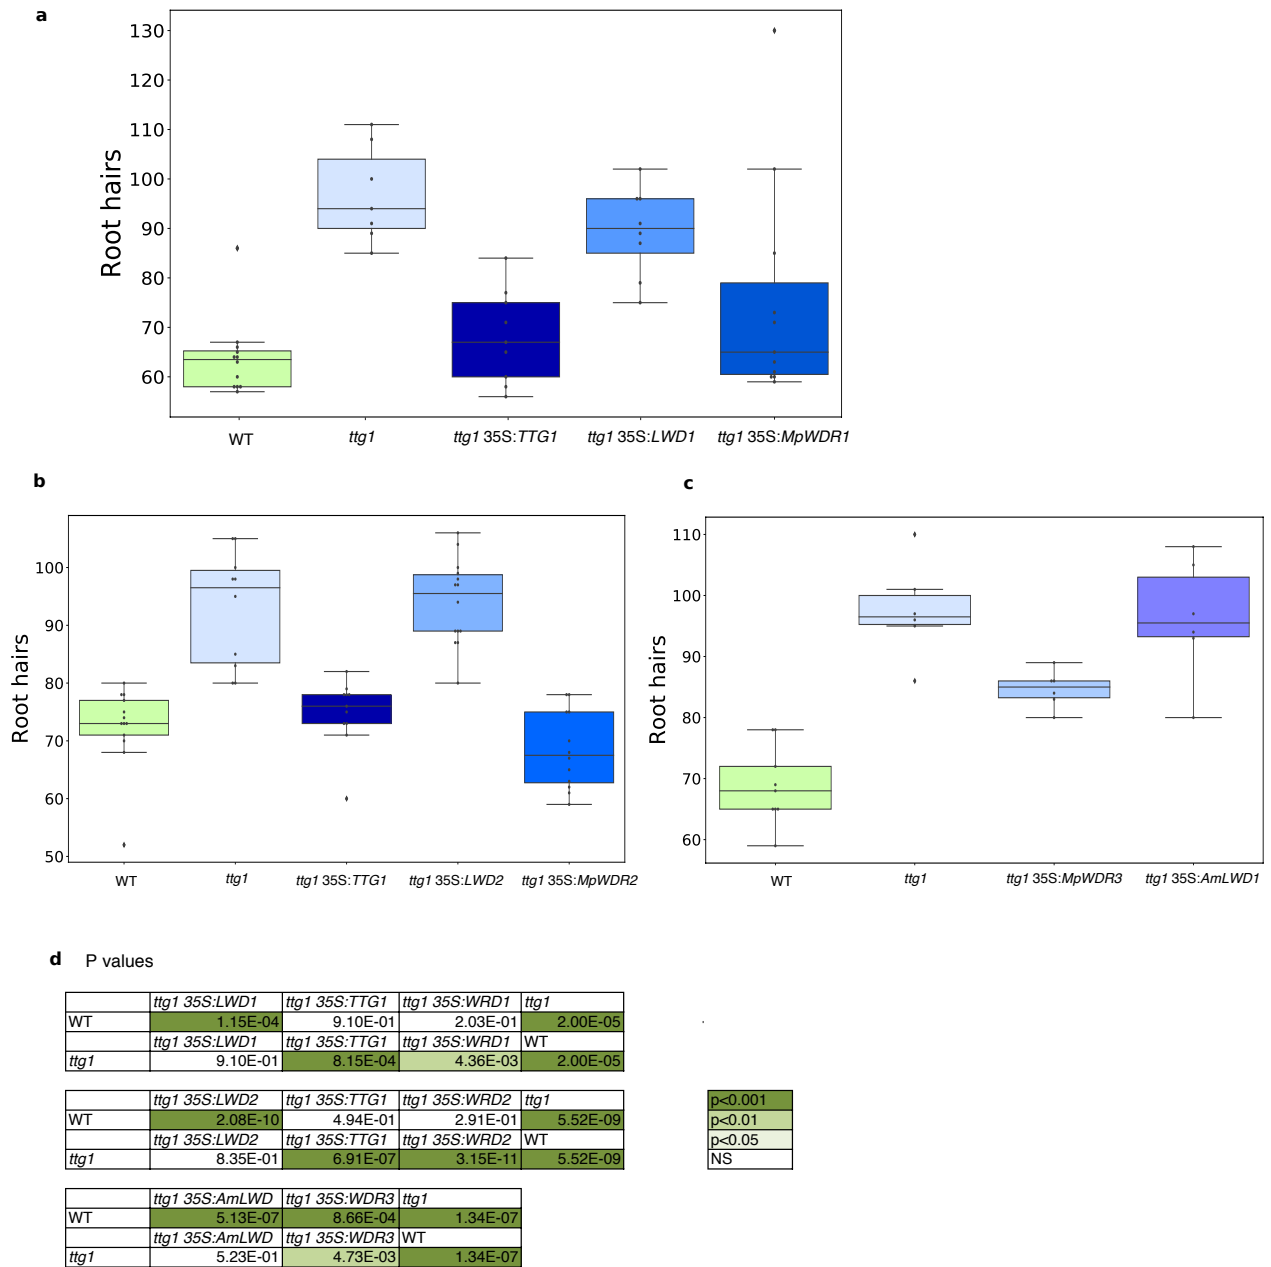 a
130
120
110
100
90
80
70
60
Root hairs
WT ttg1 ttg1 35S:TTG1 ttg1 35S:LWD1 ttg1 35S:MpWDR1
b
100
90
80
70
60
50
Root hairs
WT ttg1 ttg1 35S:TTG1 ttg1 35S:LWD2 ttg1 35S:MpWDR2
c
110
100
90
80
70
60
Root hairs
WT ttg1 ttg1 35S:MpWDR3 ttg1 35S:AmLWD1
d P values
ttg1 35S:LWD1 ttg1 35S:TTG1 ttg1 35S:WRD1 ttg1
WT 1.15E-04 9.10E-01 2.03E-01 2.00E-05
ttg1 35S:LWD1 ttg1 35S:TTG1 ttg1 35S:WRD1 WT
ttg1 9.10E-01 8.15E-04 4.36E-03 2.00E-05
ttg1 35S:LWD2 ttg1 35S:TTG1 ttg1 35S:WRD2 ttg1
WT 2.08E-10 4.94E-01 2.91E-01 5.52E-09
ttg1 35S:LWD2 ttg1 35S:TTG1 ttg1 35S:WRD2 WT
ttg1 8.35E-01 6.91E-07 3.15E-11 5.52E-09
p<0.001
p<0.01
p<0.05
NS
ttg1 35S:AmLWD ttg1 35S:WDR3 ttg1
WT 5.13E-07 8.66E-04 1.34E-07
ttg1 35S:AmLWD ttg1 35S:WDR3 WT
ttg1 5.23E-01 4.73E-03 1.34E-07